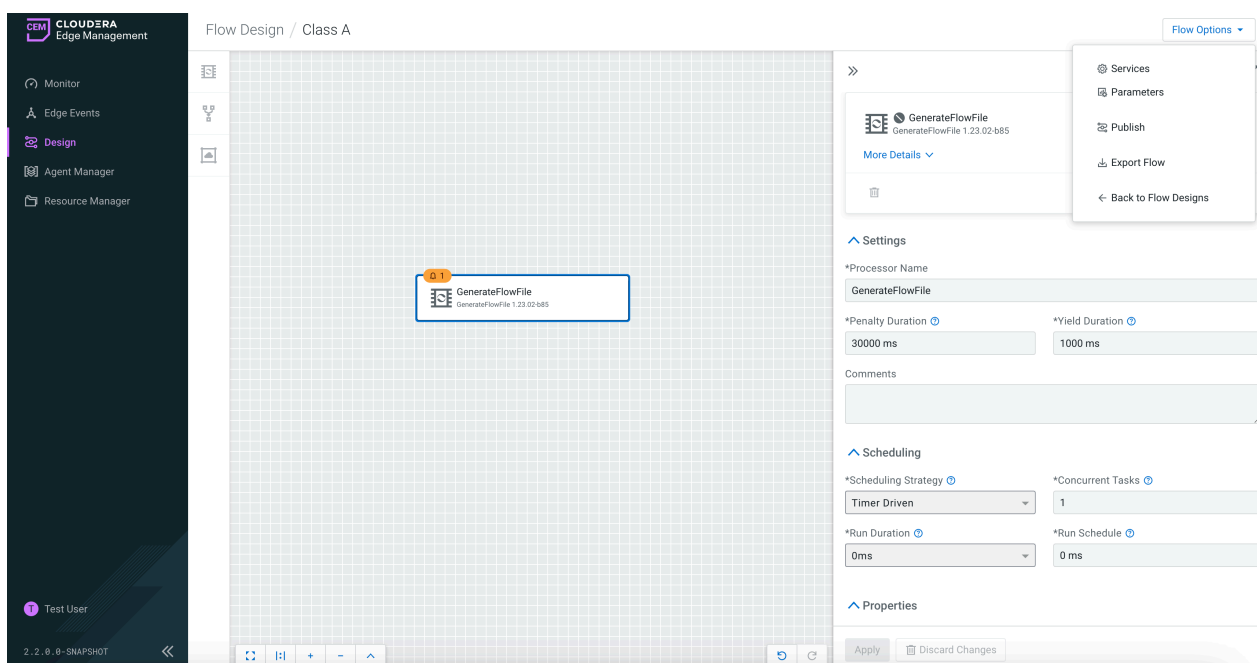 CEM CLOUDERA
Edge Management
Flow Design / Class A
Flow Options
Monitor
Edge Events
Design
Agent Manager
Resource Manager
Services
Parameters
Publish
Export Flow
Back to Flow Designs
GenerateFlowFile
GenerateFlowFile 1.23.02-b85
More Details
1
GenerateFlowFile
GenerateFlowFile 1.23.02-b85
Settings
*Processor Name
GenerateFlowFile
*Penalty Duration *Yield Duration
30000 ms 1000 ms
Comments
Scheduling
*Scheduling Strategy *Concurrent Tasks
Timer Driven 1
*Run Duration *Run Schedule
0ms 0 ms
Properties
Apply Discard Changes
T Test User
2.2.0.0-SNAPSHOT